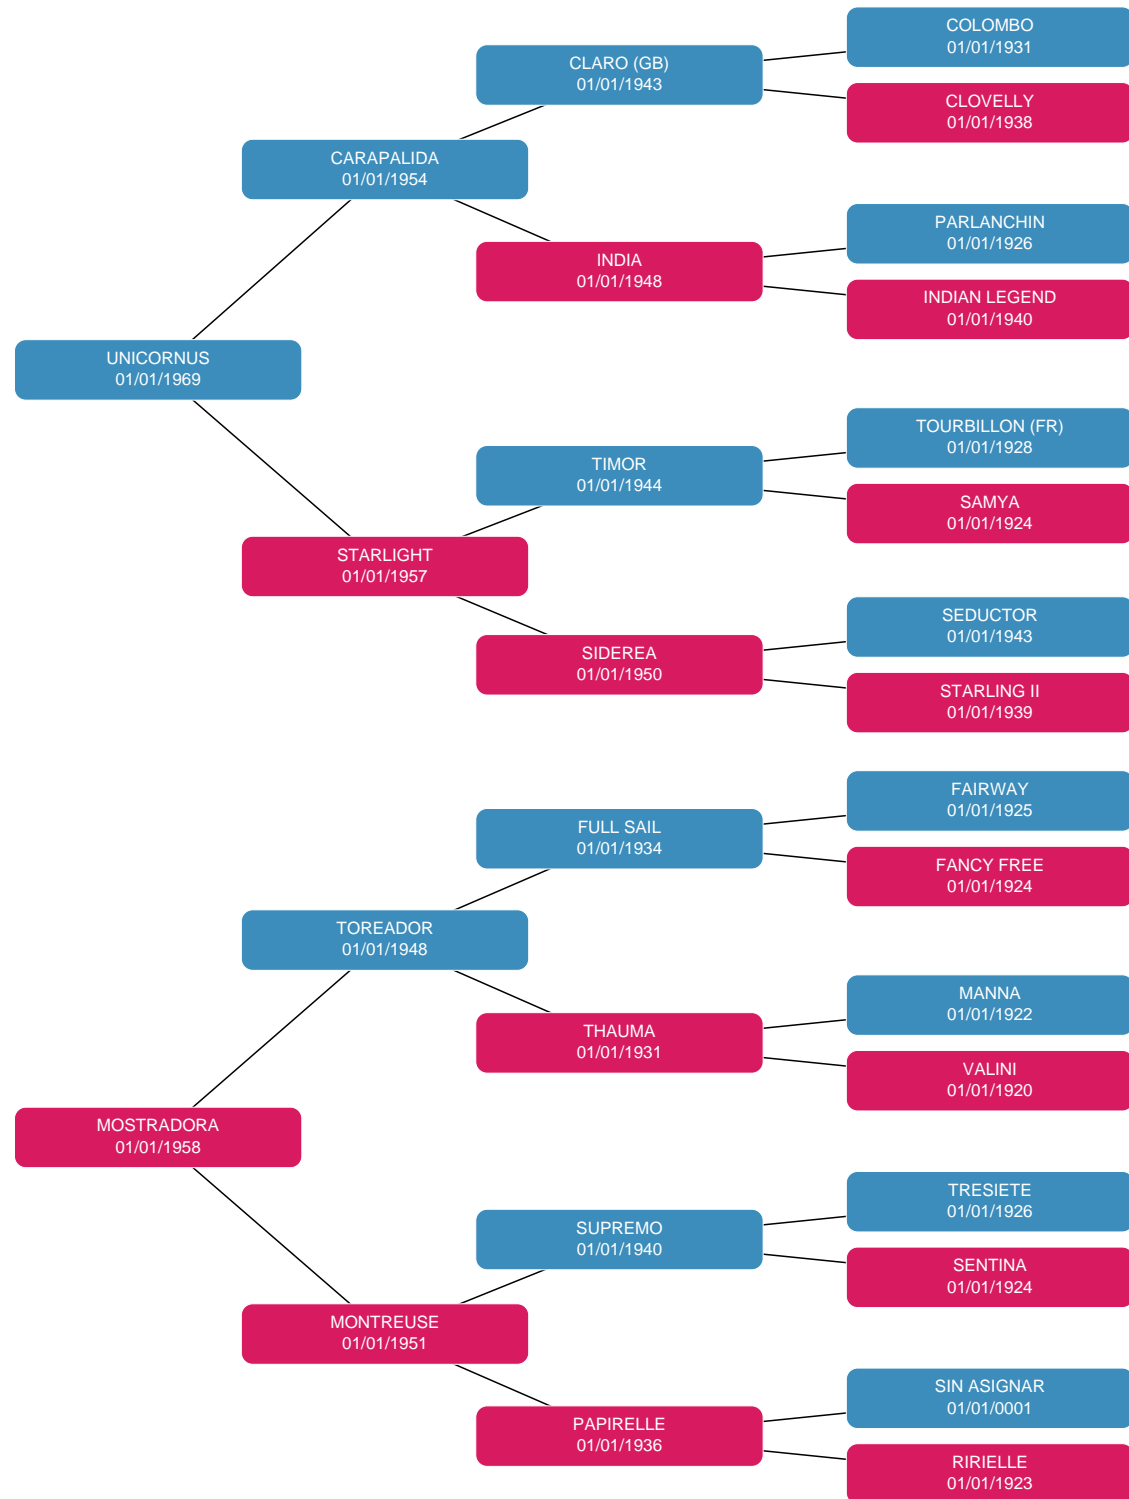 COLOMBO
01/01/1931
CLARO (GB)
01/01/1943
CLOVELLY
01/01/1938
CARAPALIDA
01/01/1954
PARLANCHIN
01/01/1926
INDIA
01/01/1948
INDIAN LEGEND
01/01/1940
UNICORNUS
01/01/1969
TOURBILLON (FR)
01/01/1928
TIMOR
01/01/1944
SAMYA
01/01/1924
STARLIGHT
01/01/1957
SEDUCTOR
01/01/1943
SIDEREA
01/01/1950
STARLING II
01/01/1939
FAIRWAY
01/01/1925
FULL SAIL
01/01/1934
FANCY FREE
01/01/1924
TOREADOR
01/01/1948
MANNA
01/01/1922
THAUMA
01/01/1931
VALINI
01/01/1920
MOSTRADORA
01/01/1958
TRESIETE
01/01/1926
SUPREMO
01/01/1940
SENTINA
01/01/1924
MONTREUSE
01/01/1951
SIN ASIGNAR
01/01/0001
PAPIRELLE
01/01/1936
RIRIELLE
01/01/1923